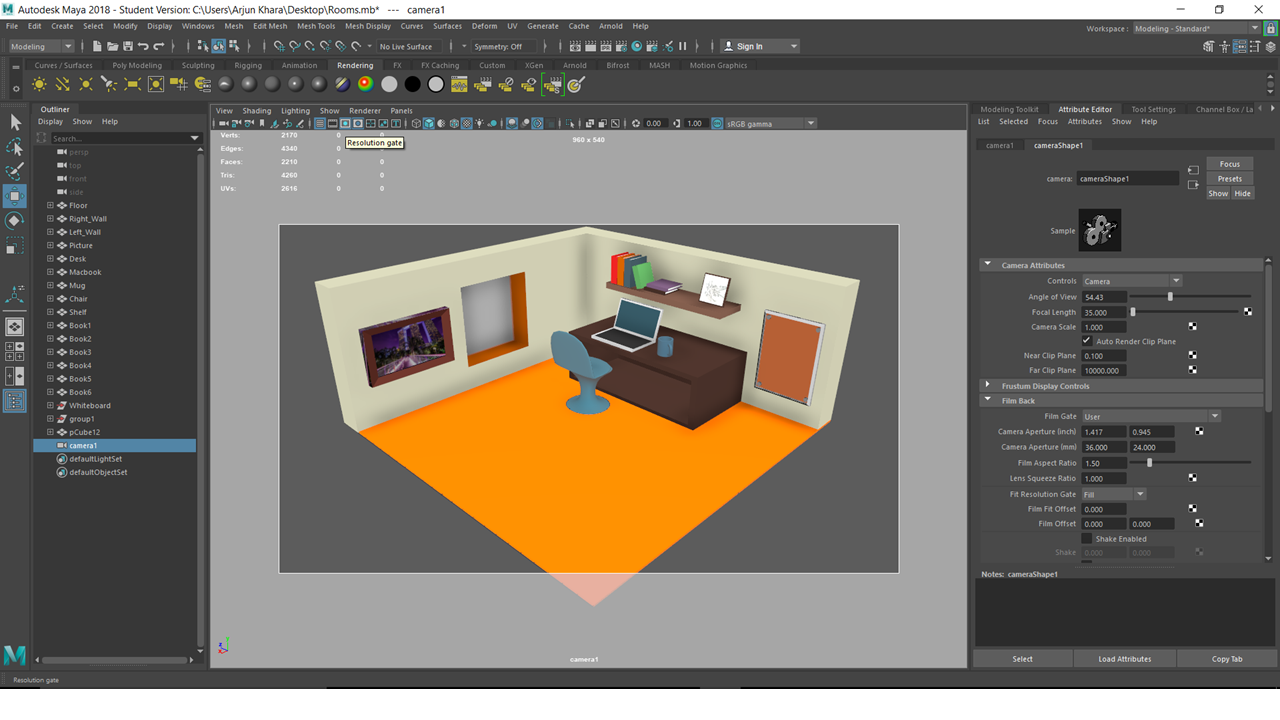 Autodesk Maya 2018 - Student Version: C:\Users\Arjun Khara\Desktop\Rooms.mb* --- camera1
File Edit Create Select Modify Display Windows Mesh Edit Mesh Mesh Tools Mesh Display Curves Surfaces Deform UV Generate Cache Arnold Help
Workspace : Modeling - Standard*
Modeling No Live Surface Symmetry: Off Sign In
Curves / Surfaces Poly Modeling Sculpting Rigging Animation Rendering FX FX Caching Custom XGen Arnold Bifrost MASH Motion Graphics
Outliner
Display Show Help
Search...
persp
top
front
side
Floor
Right_Wall
Left_Wall
Picture
Desk
Macbook
Mug
Chair
Shelf
Book1
Book2
Book3
Book4
Book5
Book6
Whiteboard
group1
pCube12
camera1
defaultLightSet
defaultObjectSet
View Shading Lighting Show Renderer Panels
0.00 1.00 sRGB gamma
Verts: 2170 0 0
Edges: 4340 0
Faces: 2210 0 0
Tris: 4260 0 0
UVs: 2616 0 0
Resolution gate
960 x 540
camera1
Modeling Toolkit Attribute Editor Tool Settings Channel Box / La
List Selected Focus Attributes Show Help
camera1 cameraShape1
camera: cameraShape1
Focus
Presets
Show Hide
Sample
Camera Attributes
Controls Camera
Angle of View 54.43
Focal Length 35.000
Camera Scale 1.000
Auto Render Clip Plane
Near Clip Plane 0.100
Far Clip Plane 10000.000
Frustum Display Controls
Film Back
Film Gate User
Camera Aperture (inch) 1.417 0.945
Camera Aperture (mm) 36.000 24.000
Film Aspect Ratio 1.50
Lens Squeeze Ratio 1.000
Fit Resolution Gate Fill
Film Fit Offset 0.000
Film Offset 0.000 0.000
Shake Enabled
Shake 0.000 0.000
Notes: cameraShape1
Select Load Attributes Copy Tab
Resolution gate